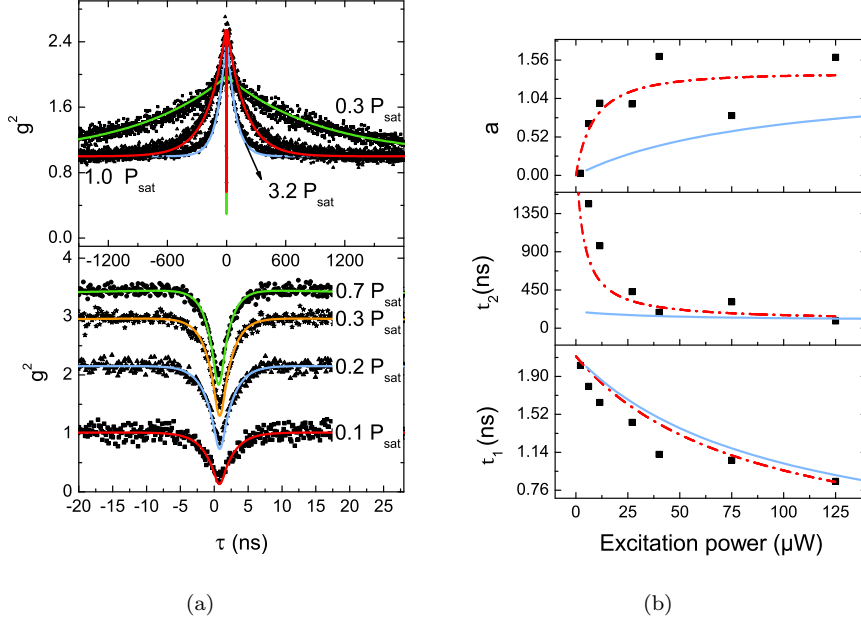 2.4
1.6
0.8
0.0
g²
0.3 P_sat
1.0 P_sat
3.2 P_sat
-1200 -600 0 600 1200
4
3
2
1
0
g²
0.7 P_sat
0.3 P_sat
0.2 P_sat
0.1 P_sat
-20 -15 -10 -5 0 5 10 15 20 25
τ (ns)
(a)
1.56
1.04
0.52
0.00
a
1350
900
450
0
t₂(ns)
1.90
1.52
1.14
0.76
t₁ (ns)
0 25 50 75 100 125
Excitation power (µW)
(b)